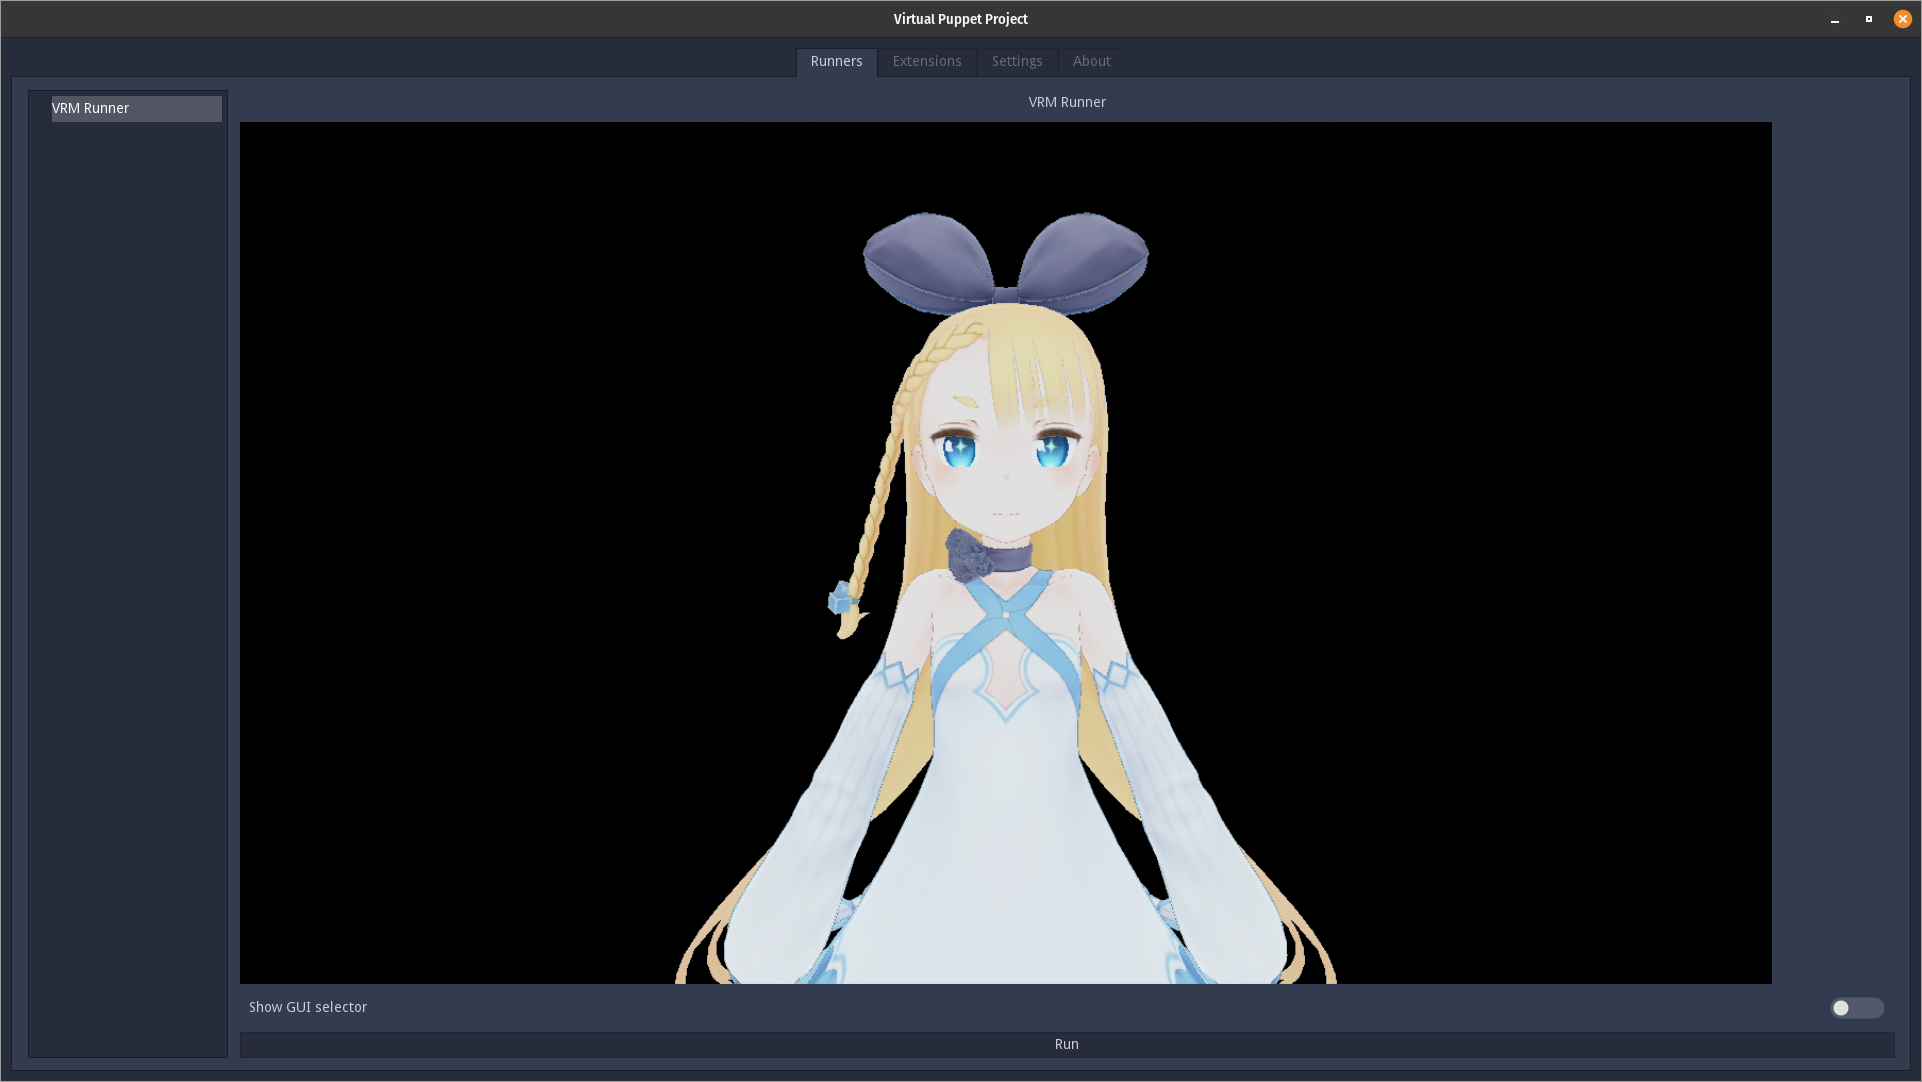 Virtual Puppet Project
Runners
Extensions
Settings
About
VRM Runner
VRM Runner
Show GUI selector
Run